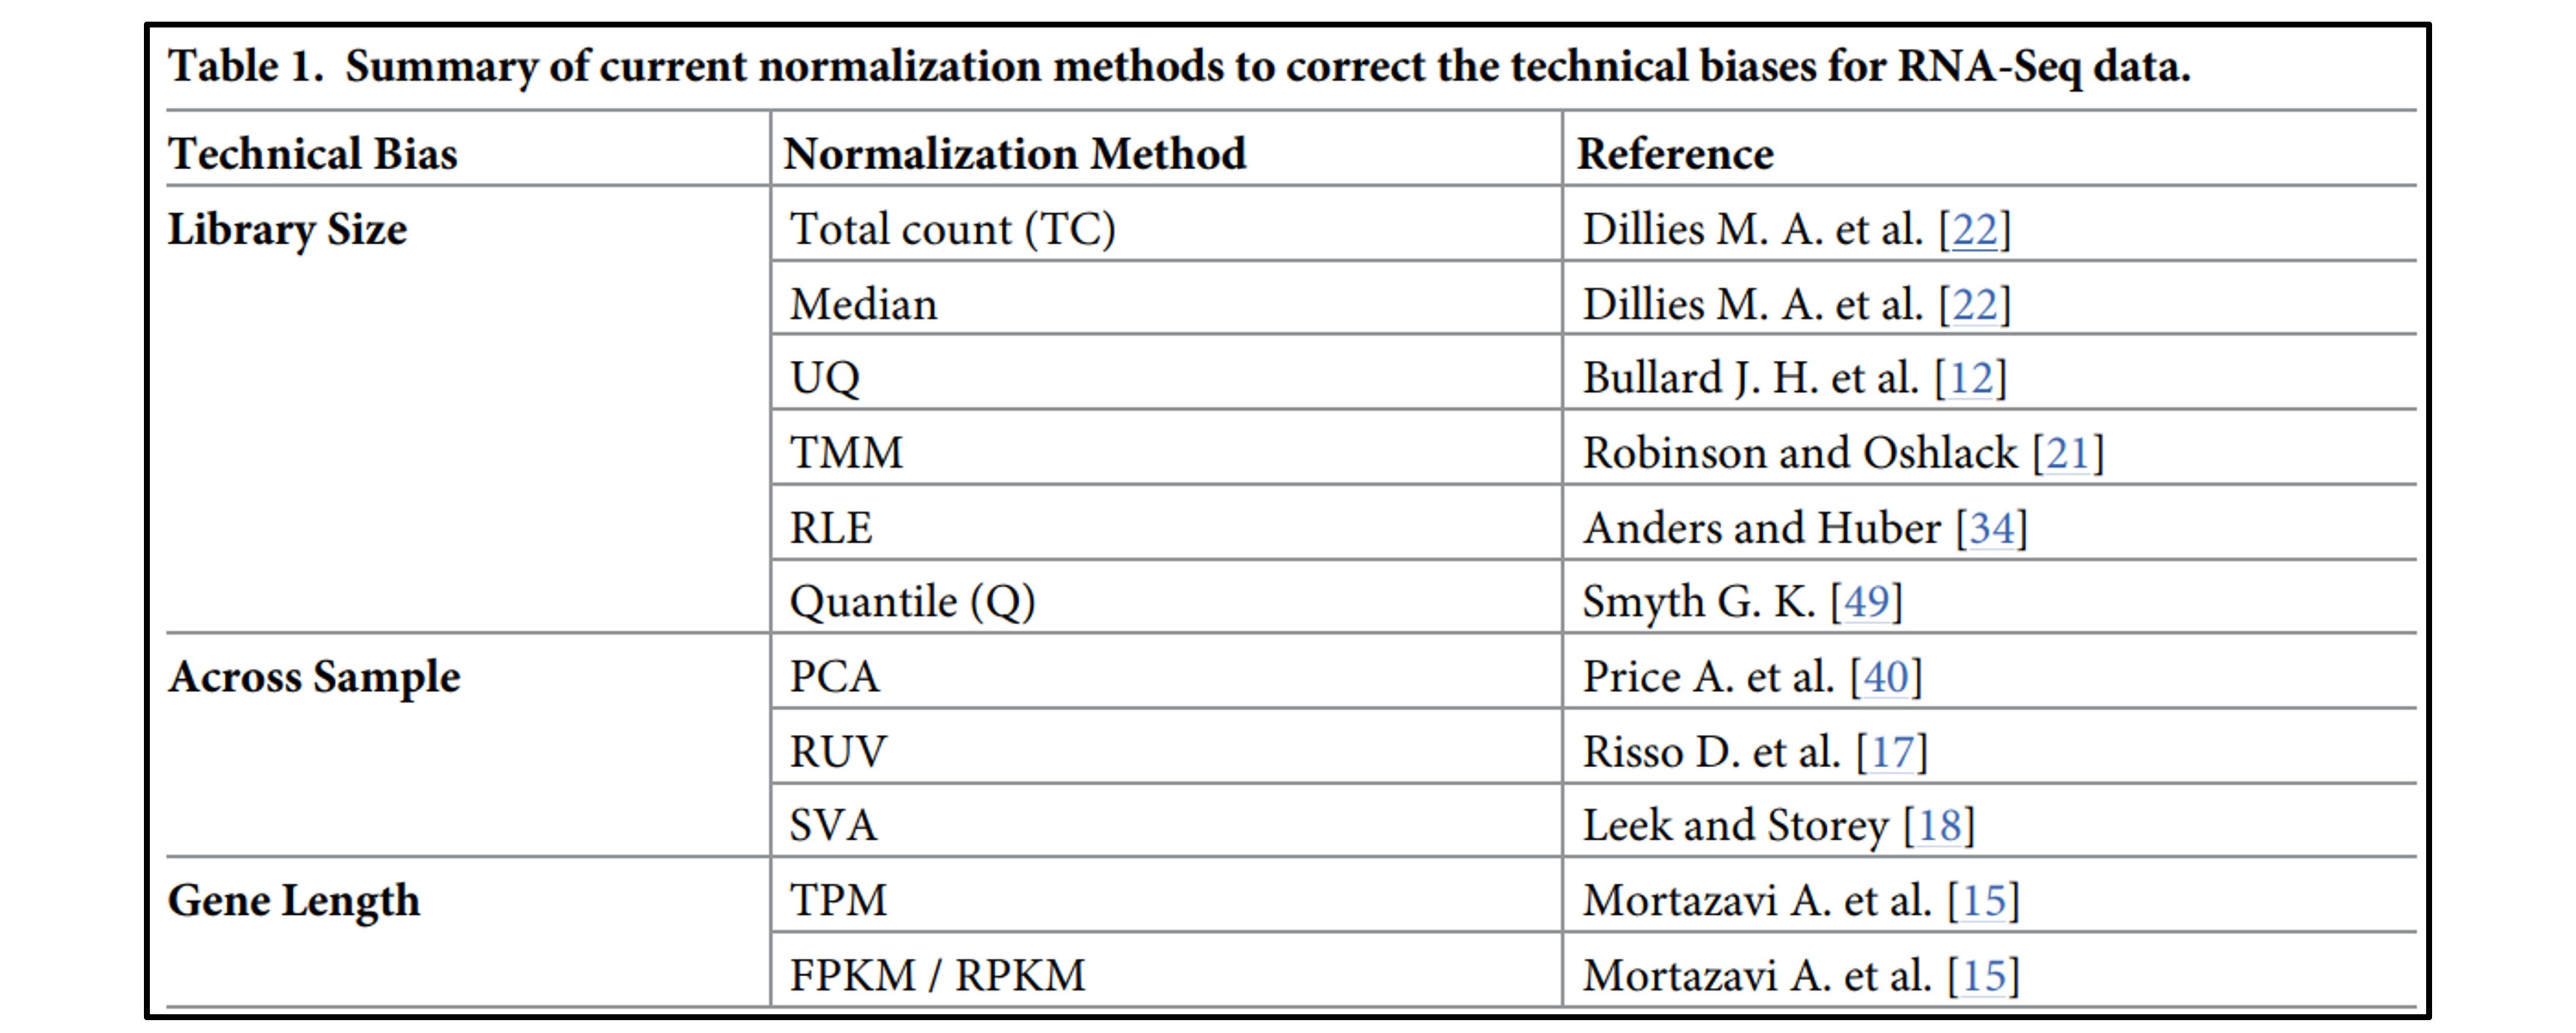 Table 1. Summary of current normalization methods to correct the technical biases for RNA-Seq data.
Technical Bias Normalization Method Reference
Library Size Total count (TC) Dillies M. A. et al. [22]
Median Dillies M. A. et al. [22]
UQ Bullard J. H. et al. [12]
TMM Robinson and Oshlack [21]
RLE Anders and Huber [34]
Quantile (Q) Smyth G. K. [49]
Across Sample PCA Price A. et al. [40]
RUV Risso D. et al. [17]
SVA Leek and Storey [18]
Gene Length TPM Mortazavi A. et al. [15]
FPKM / RPKM Mortazavi A. et al. [15]